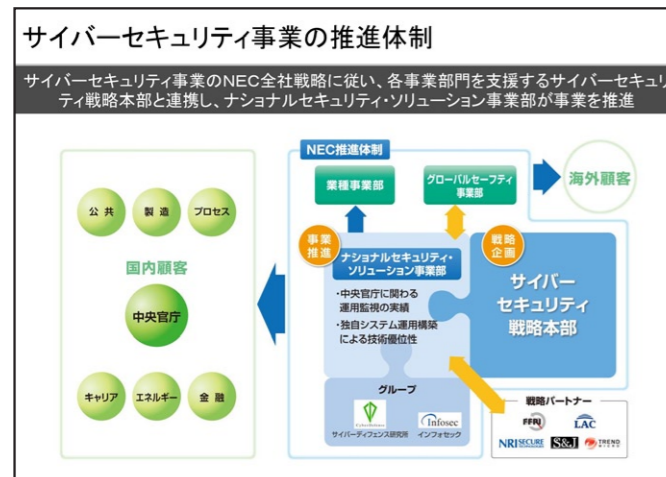 サイバーセキュリティ事業の推進体制
サイバーセキュリティ事業のNEC全社戦略に従い、各事業部門を支援するサイバーセキュリ
ティ戦略本部と連携し、ナショナルセキュリティ・ソリューション事業部が事業を推進
公共
製造
プロセス
国内顧客
中央官庁
キャリア
エネルギー
金融
NEC推進体制
業種事業部
グローバルセーフティ
事業部
海外顧客
事業
推進
戦略
企画
ナショナルセキュリティ・
ソリューション事業部
・中央官庁に関わる
運用監視の実績
・独自システム運用構築
による技術優位性
サイバー
セキュリティ
戦略本部
グループ
CyberDefense
サイバーディフェンス研究所
Infosec
インフォセック
戦略パートナー
FFRI
LAC
NRI SECURE
TECHNOLOGIES
S&J
TREND
MICRO